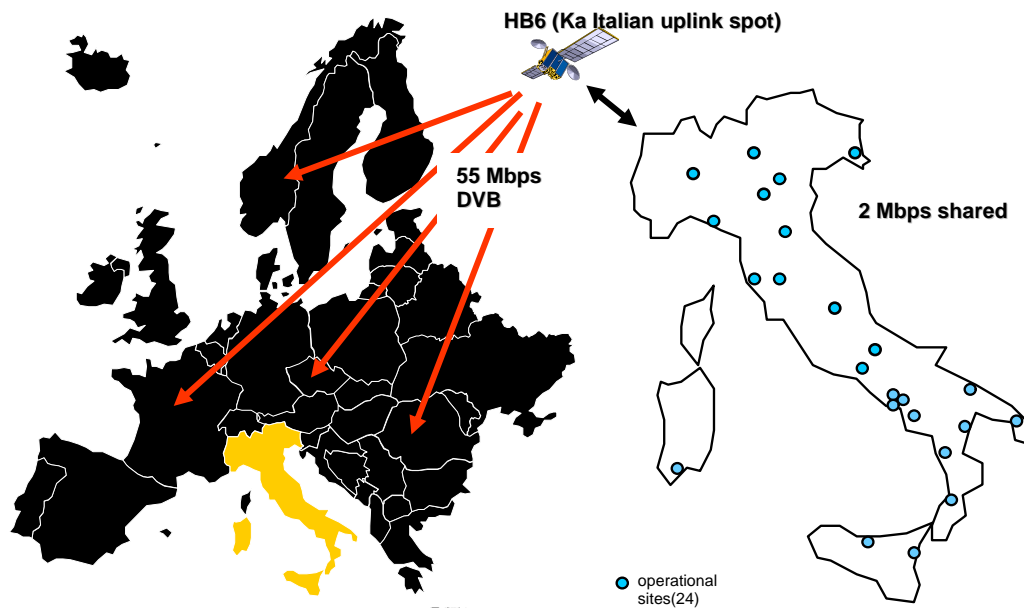 HB6 (Ka Italian uplink spot)
55 Mbps
DVB
2 Mbps shared
operational
sites(24)